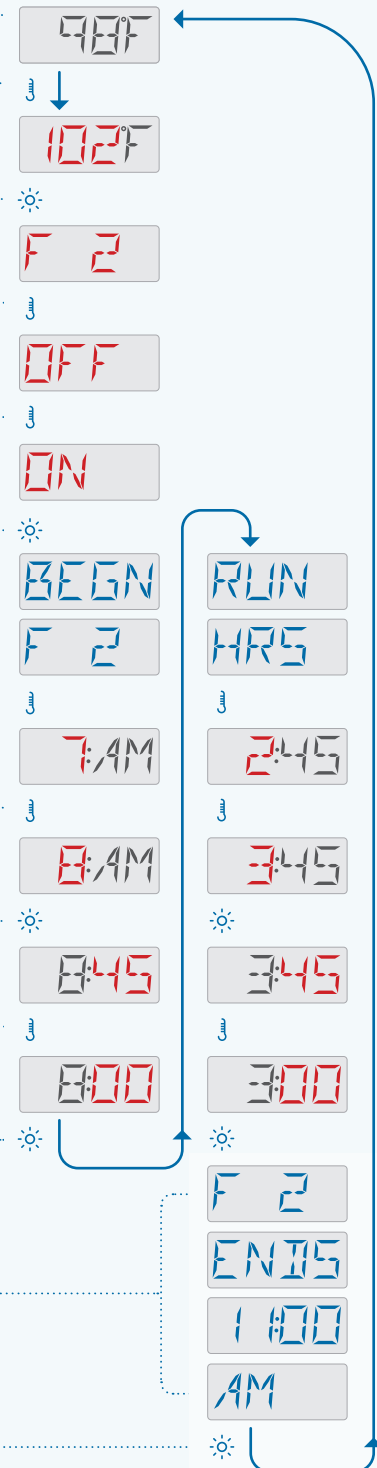 98°F
102°F
F 2
OFF
ON
BEGN
F 2
7:AM
8:AM
8:45
8:00
RUN
HRS
2:45
3:45
3:45
3:00
F 2
ENDS
11:00
AM